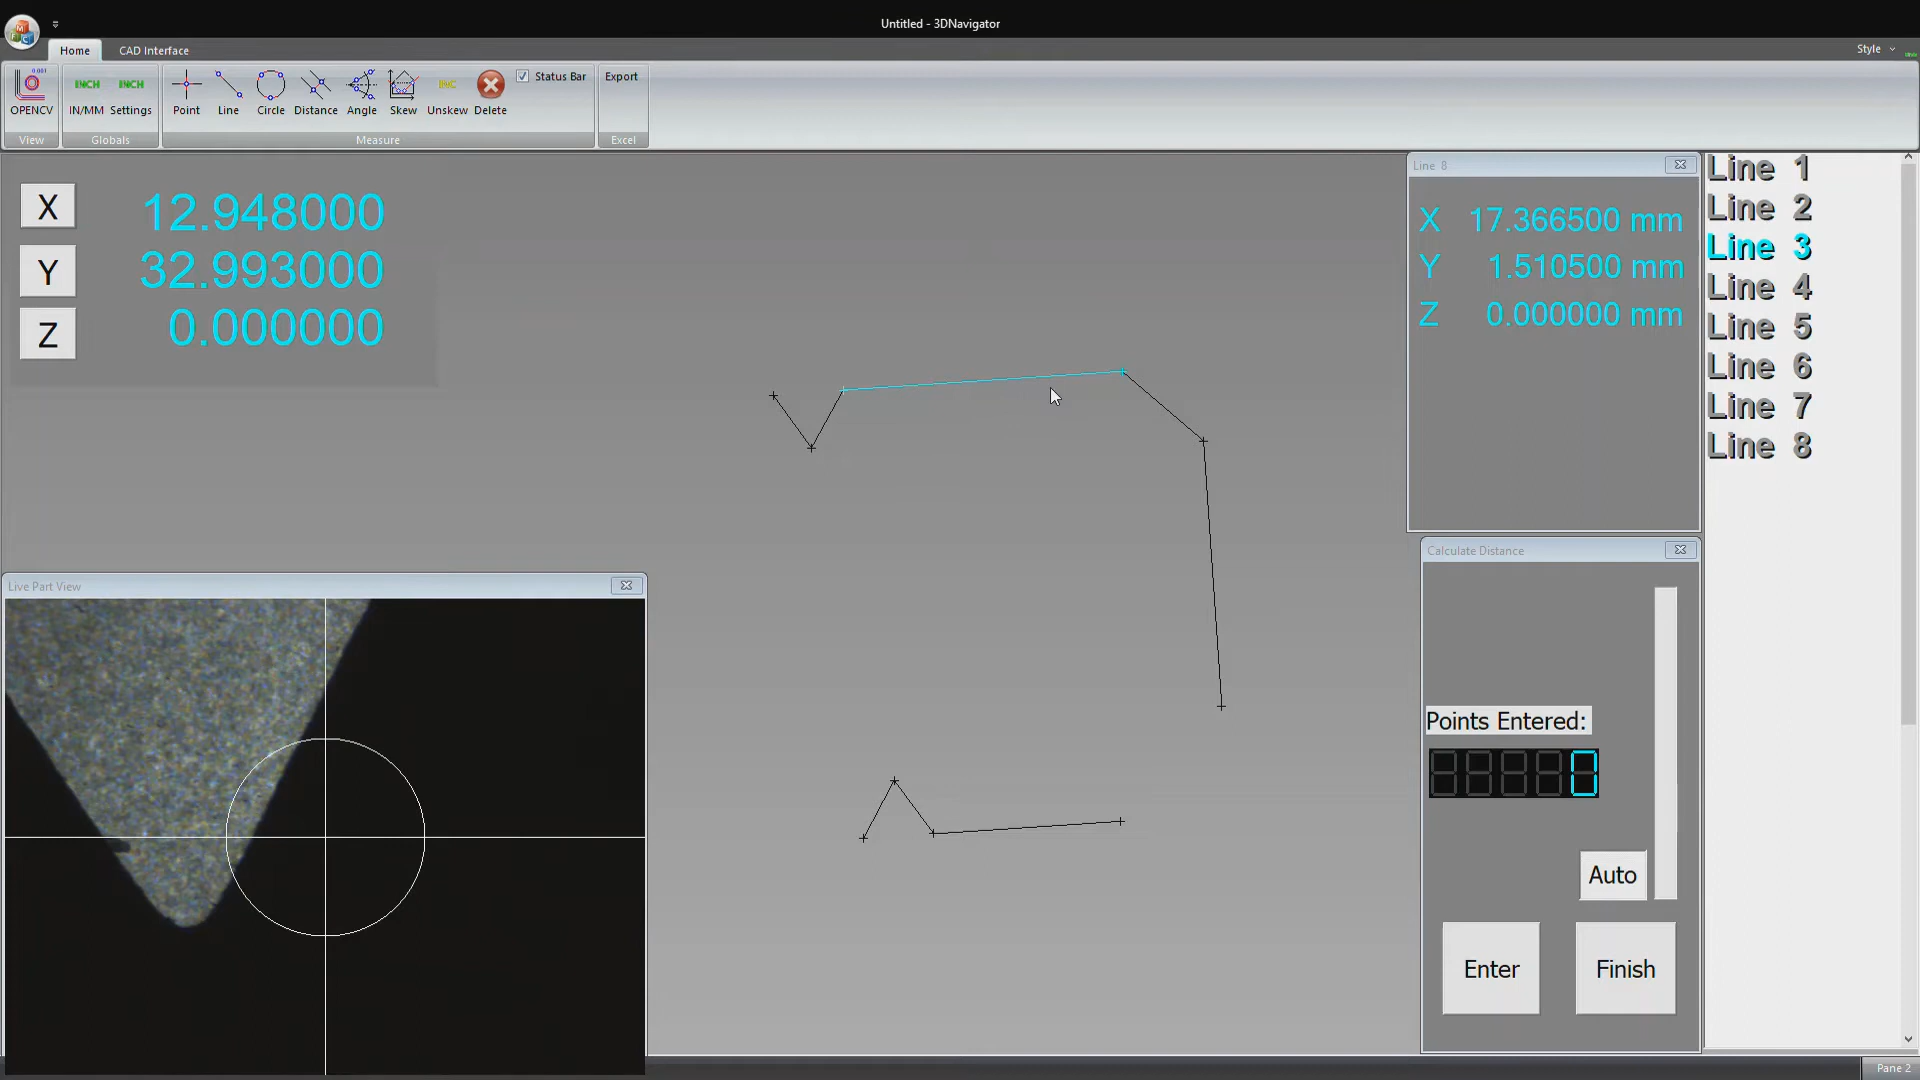 Untitled - 3DNavigator
Home CAD Interface Style
0.001
OPENCV
View
INCH INCH
IN/MM Settings
Globals
Point Line Circle Distance Angle Skew Unskew Delete
Status Bar
Measure
Export
Excel
X 12.948000
Y 32.993000
Z 0.000000
Line 8
X 17.366500 mm
Y 1.510500 mm
Z 0.000000 mm
Line 1
Line 2
Line 3
Line 4
Line 5
Line 6
Line 7
Line 8
Live Part View
Calculate Distance
Points Entered:
0
Auto
Enter Finish
Pane 2